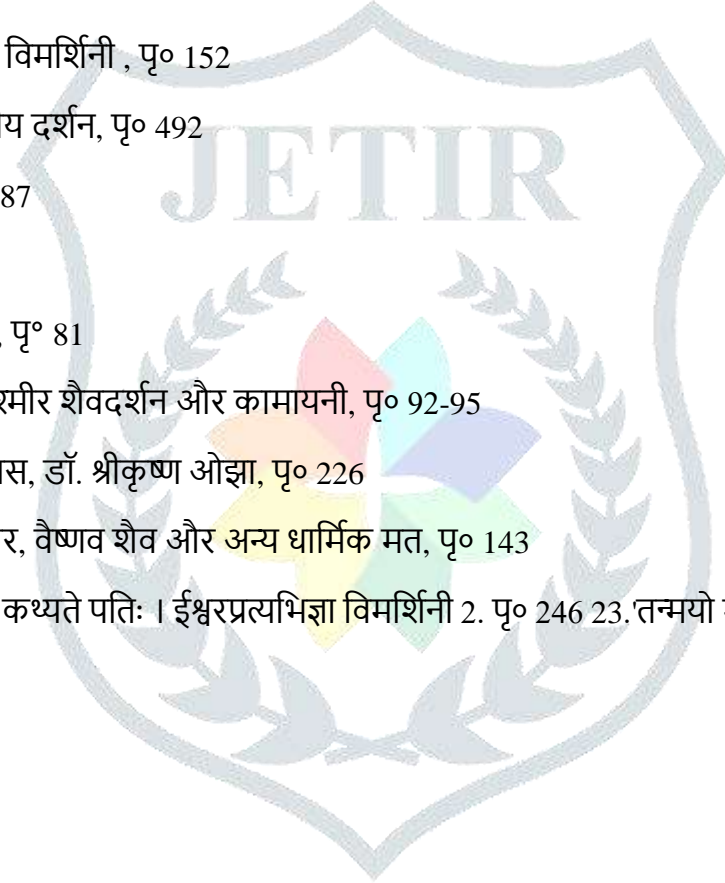 विमर्शिनी , पृ० 152
य दर्शन, पृ० 492
87
JETIR
, पृ° 81
श्मीर शैवदर्शन और कामायनी, पृ० 92-95
ास, डॉ. श्रीकृष्ण ओझा, पृ० 226
र, वैष्णव शैव और अन्य धार्मिक मत, पृ० 143
कथ्यते पतिः । ईश्वरप्रत्यभिज्ञा विमर्शिनी 2. पृ० 246 23.'तन्मयो